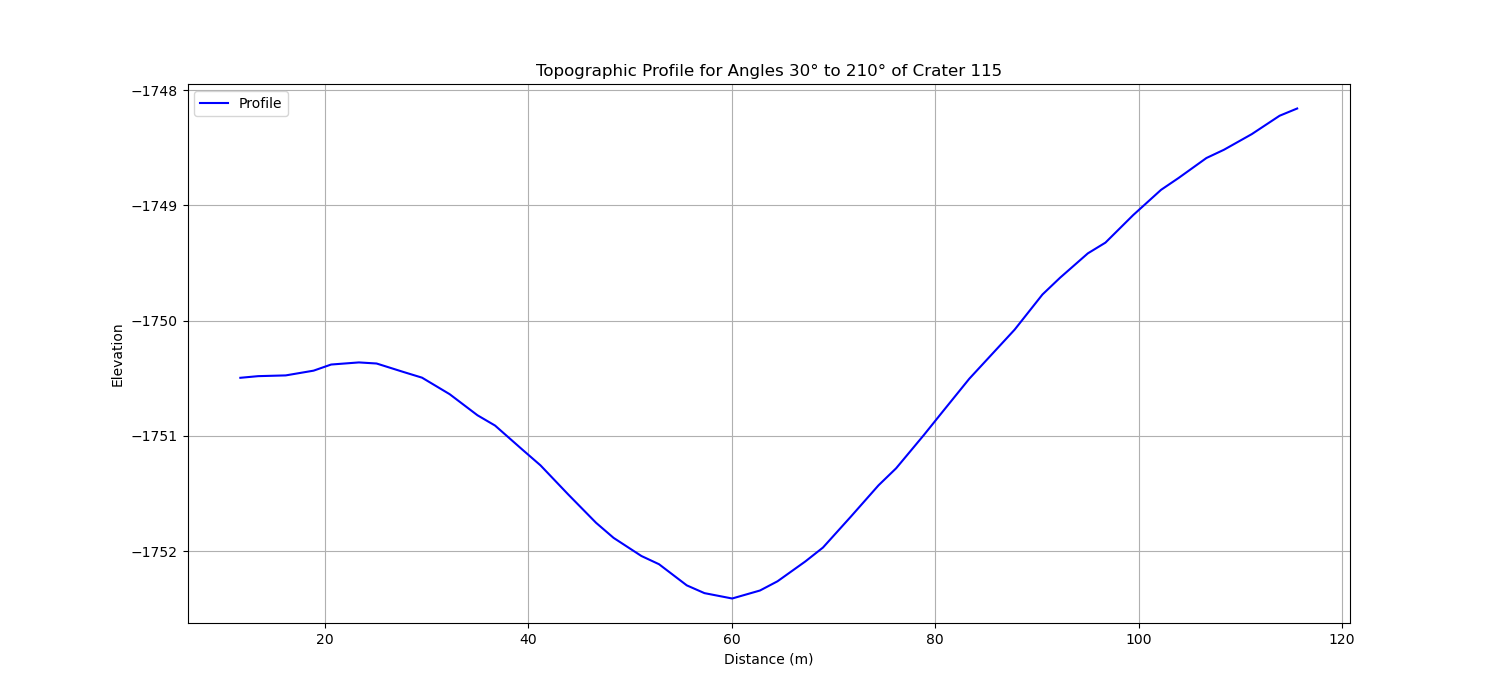 Topographic Profile for Angles 30° to 210° of Crater 115
Profile
−1748
−1749
−1750
−1751
−1752
Elevation
20 40 60 80 100 120
Distance (m)